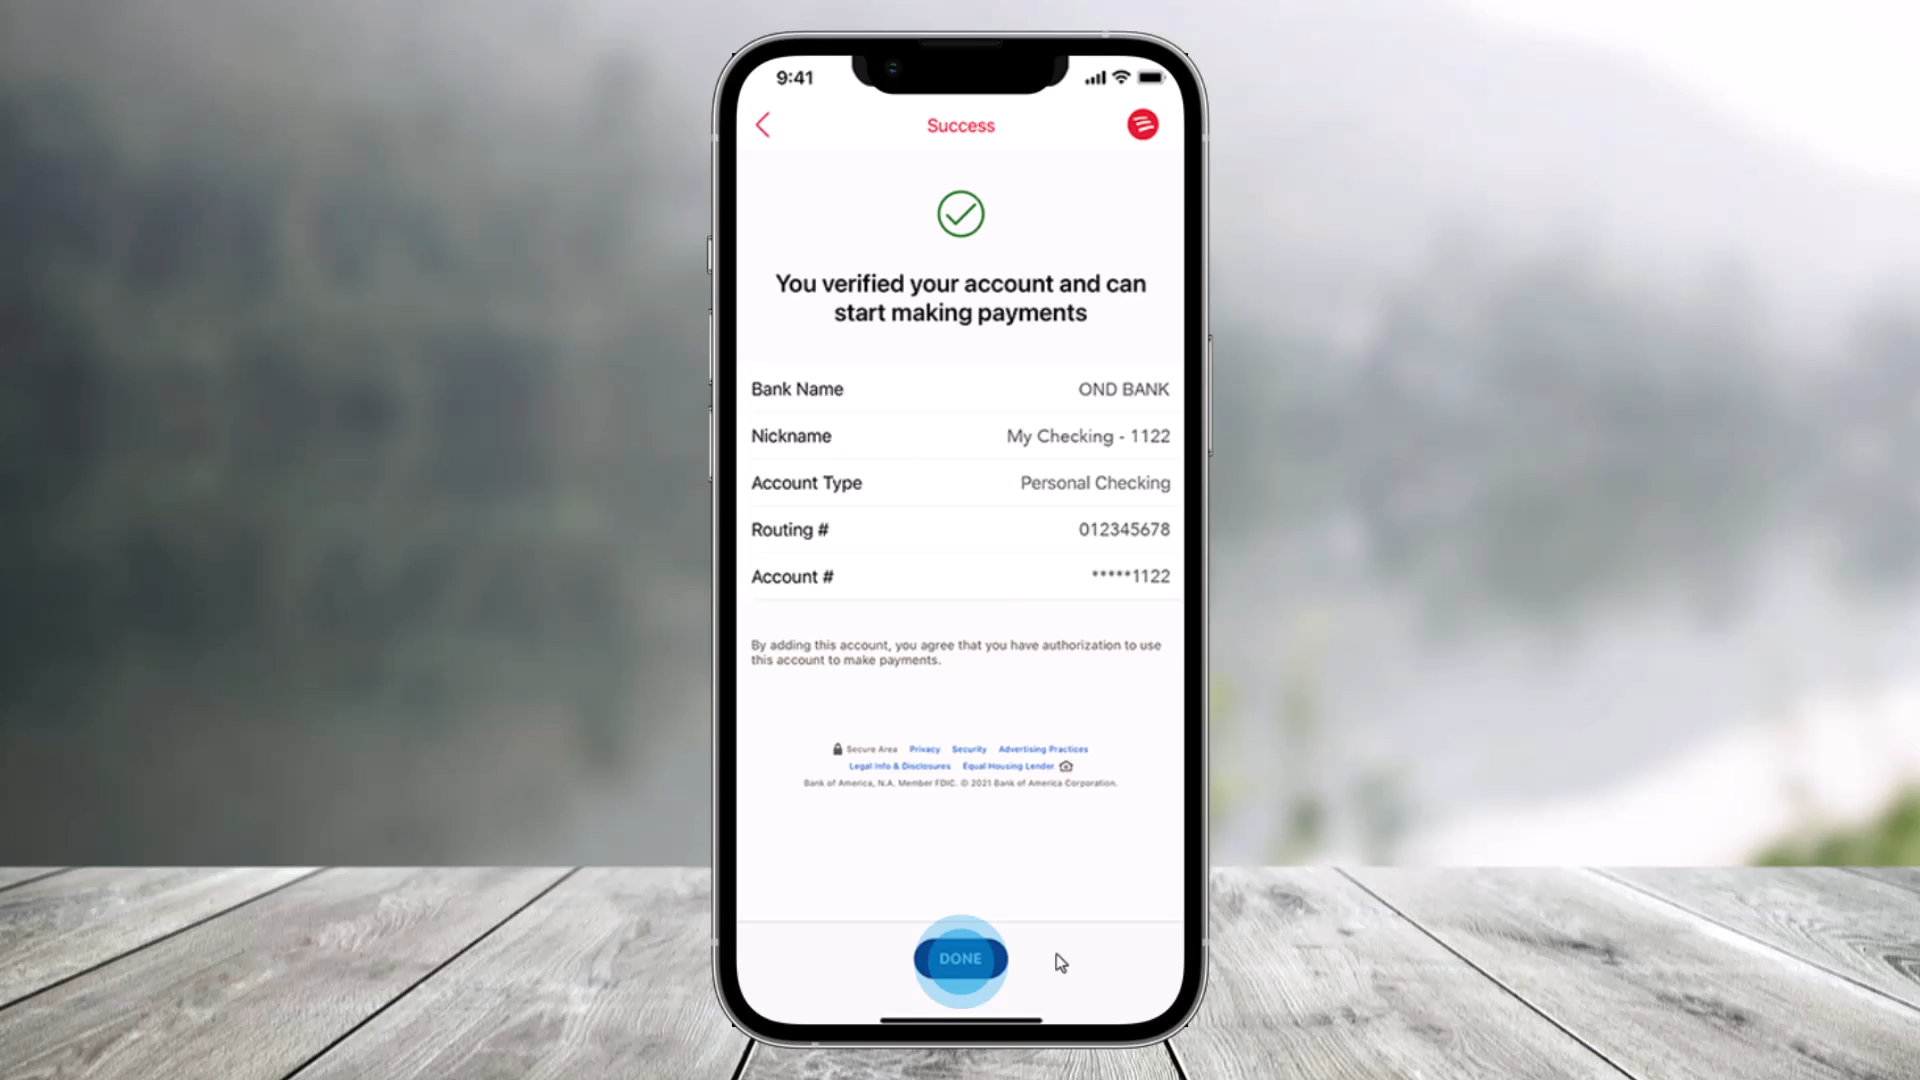 9:41
Success
You verified your account and can
start making payments
Bank Name OND BANK
Nickname My Checking - 1122
Account Type Personal Checking
Routing # 012345678
Account # *****1122
By adding this account, you agree that you have authorization to use
this account to make payments.
Secure Area Privacy Security Advertising Practices
Legal Info & Disclosures Equal Housing Lender
Bank of America, N.A. Member FDIC. © 2021 Bank of America Corporation.
DONE